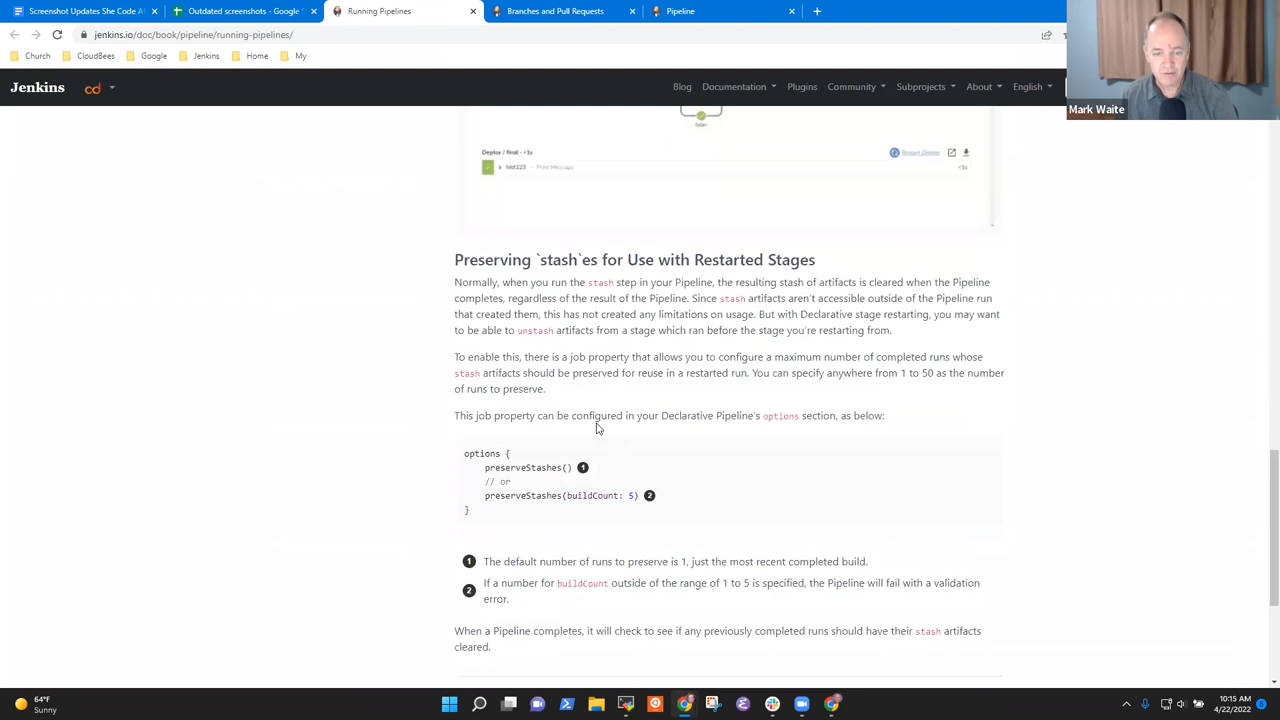 Screenshot Updates She Code Af
Outdated screenshots - Google S
Running Pipelines
Branches and Pull Requests
Pipeline
jenkins.io/doc/book/pipeline/running-pipelines/
Church
CloudBees
Google
Jenkins
Home
My
Jenkins
cd
Blog
Documentation
Plugins
Community
Subprojects
About
English
Mark Waite
Deploy / final - <1s
Restart Deploy
Print Message
<1s
Preserving `stash`es for Use with Restarted Stages
Normally, when you run the stash step in your Pipeline, the resulting stash of artifacts is cleared when the Pipeline
completes, regardless of the result of the Pipeline. Since stash artifacts aren't accessible outside of the Pipeline run
that created them, this has not created any limitations on usage. But with Declarative stage restarting, you may want
to be able to unstash artifacts from a stage which ran before the stage you're restarting from.
To enable this, there is a job property that allows you to configure a maximum number of completed runs whose
stash artifacts should be preserved for reuse in a restarted run. You can specify anywhere from 1 to 50 as the number
of runs to preserve.
This job property can be configured in your Declarative Pipeline's options section, as below:
options {
preserveStashes() 1
// or
preserveStashes(buildCount: 5) 2
}
1 The default number of runs to preserve is 1, just the most recent completed build.
2 If a number for buildCount outside of the range of 1 to 5 is specified, the Pipeline will fail with a validation
error.
When a Pipeline completes, it will check to see if any previously completed runs should have their stash artifacts
cleared.
64°F
Sunny
10:15 AM
4/22/2022